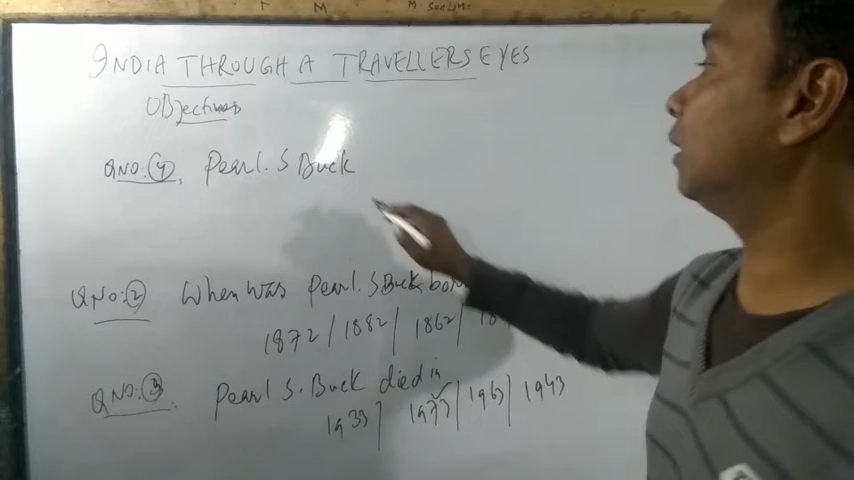 INDIA THROUGH A TRAVELLERS EYES
Objectives
QNO: 1. Pearl. S Buck
QNO: 2 When was Pearl. S Buck
1872 / 1882 / 1862 /
QNO: 3. Pearl S. Buck died in
1933 / 1973 / 1963 / 1943